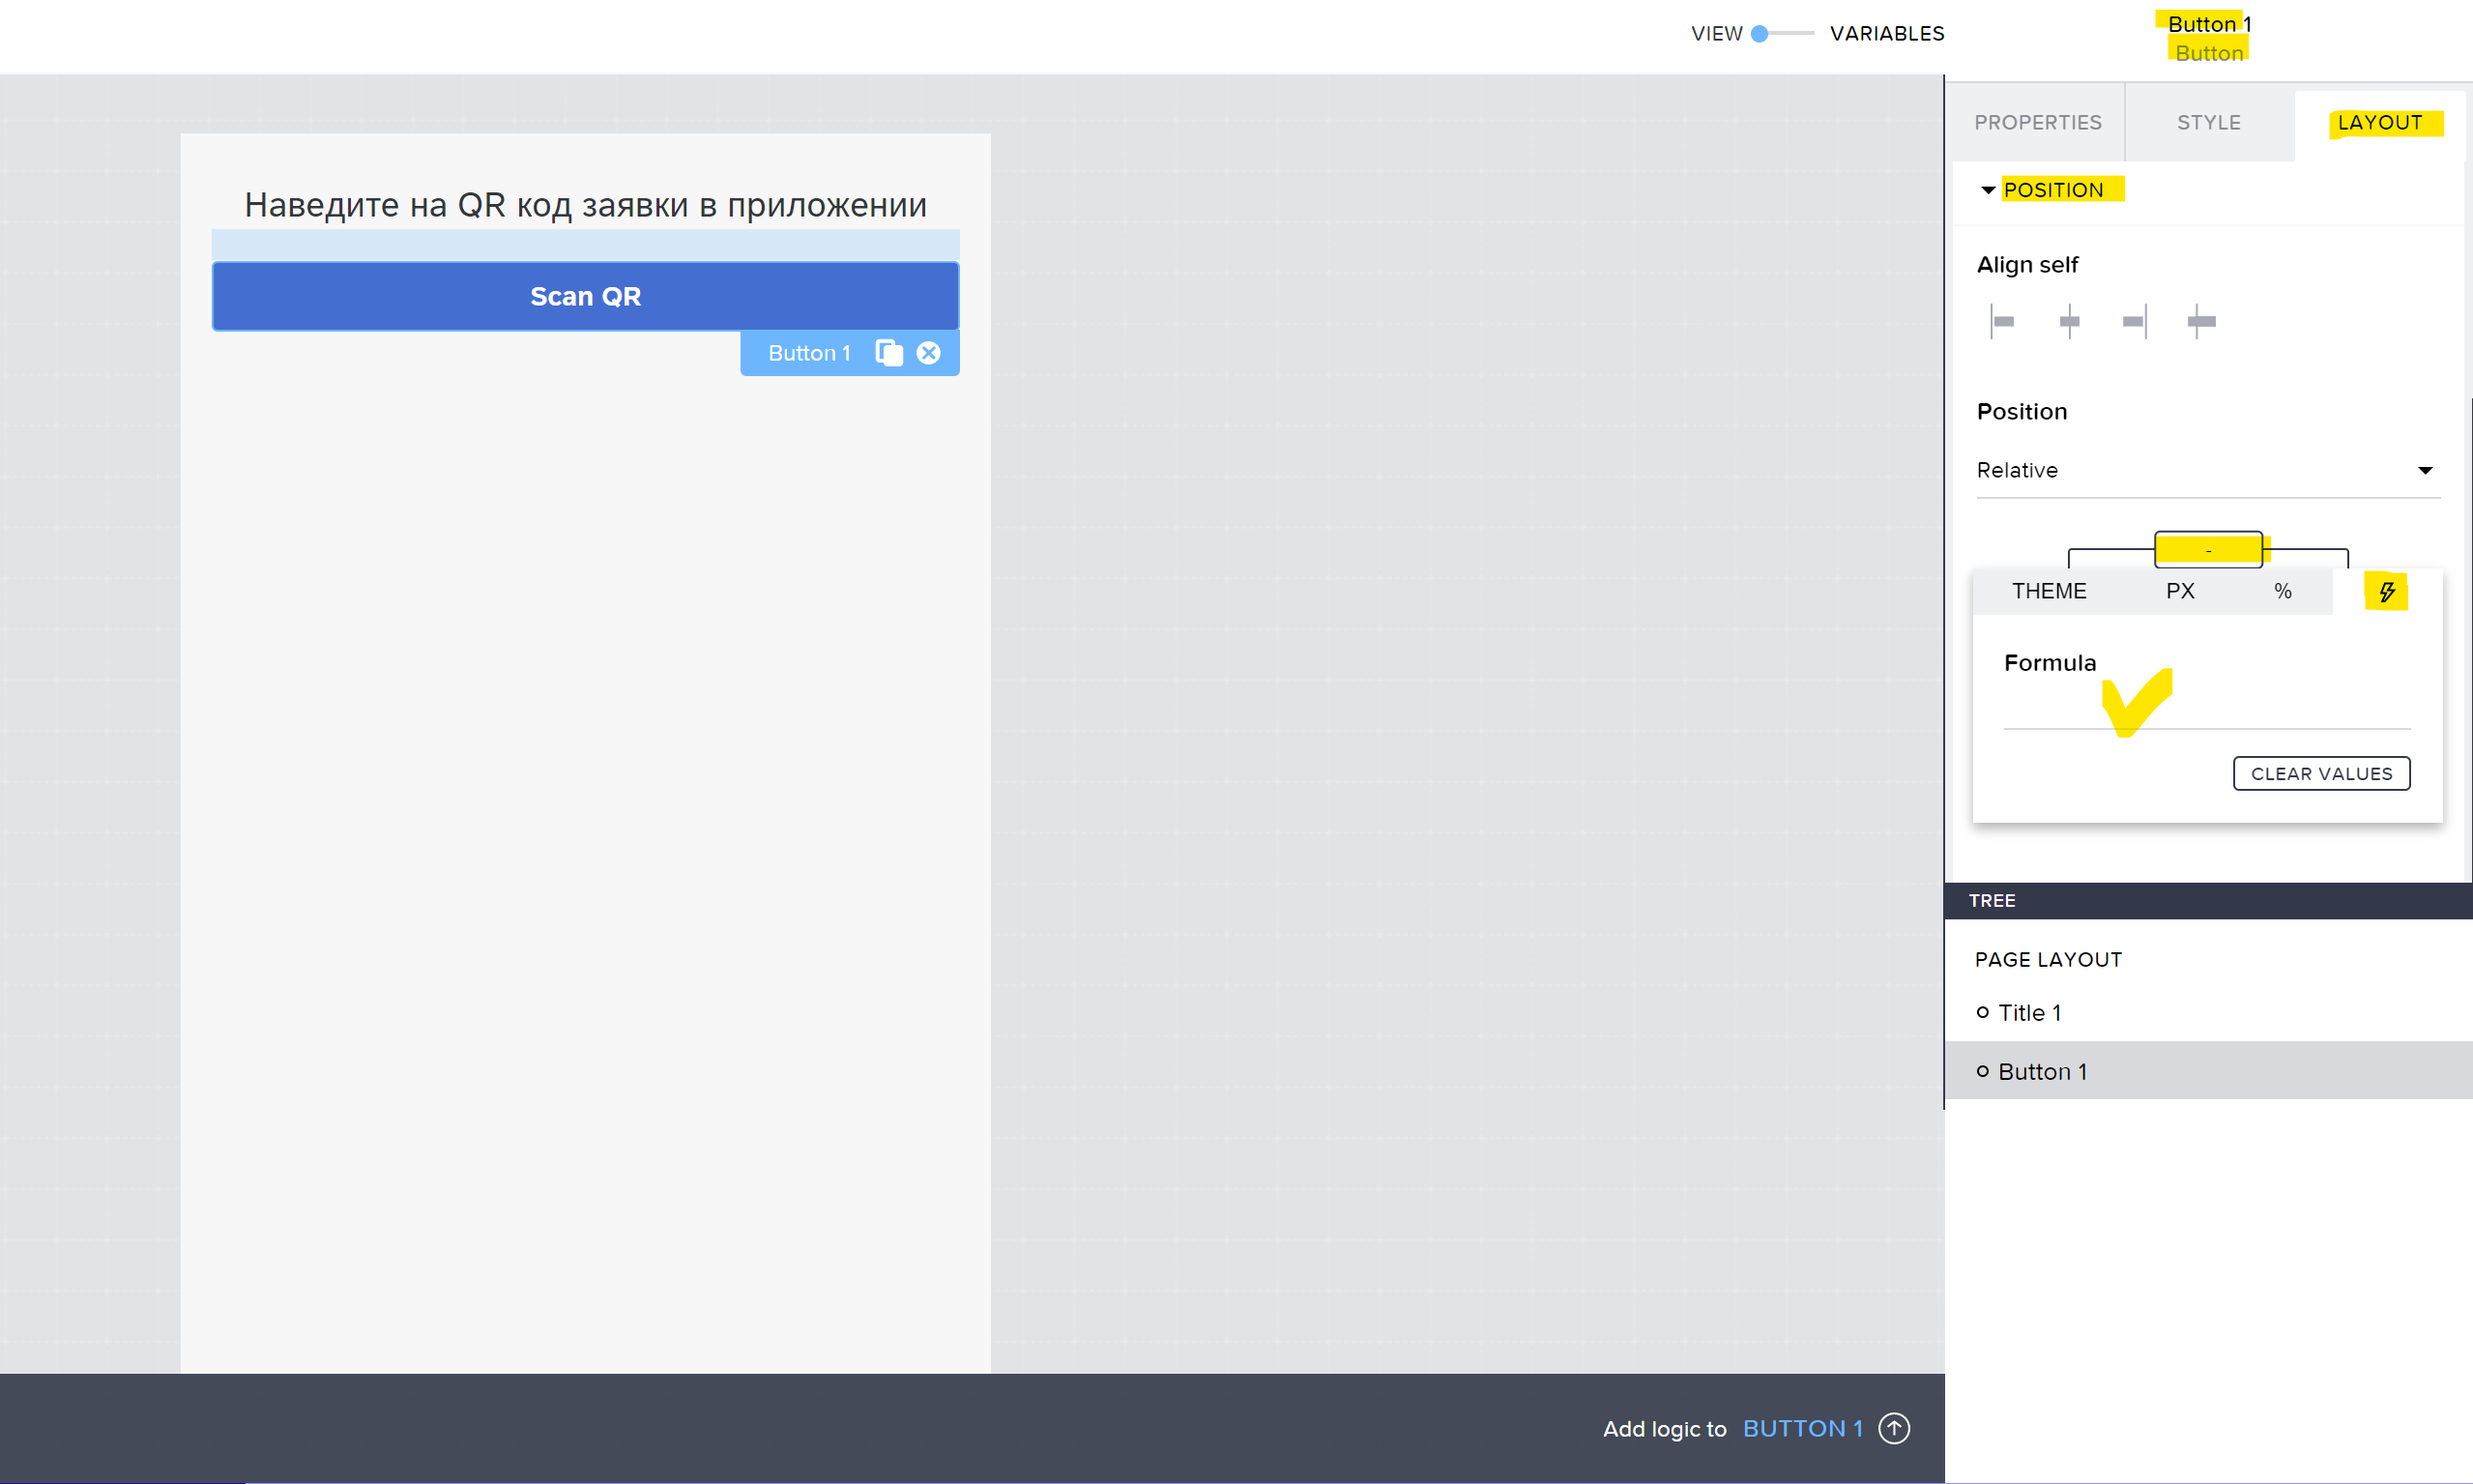 VIEW VARIABLES
Button 1
Button
PROPERTIES STYLE LAYOUT
POSITION
Align self
Position
Relative
-
THEME PX %
Formula
CLEAR VALUES
Наведите на QR код заявки в приложении
Scan QR
Button 1
TREE
PAGE LAYOUT
Title 1
Button 1
Add logic to BUTTON 1